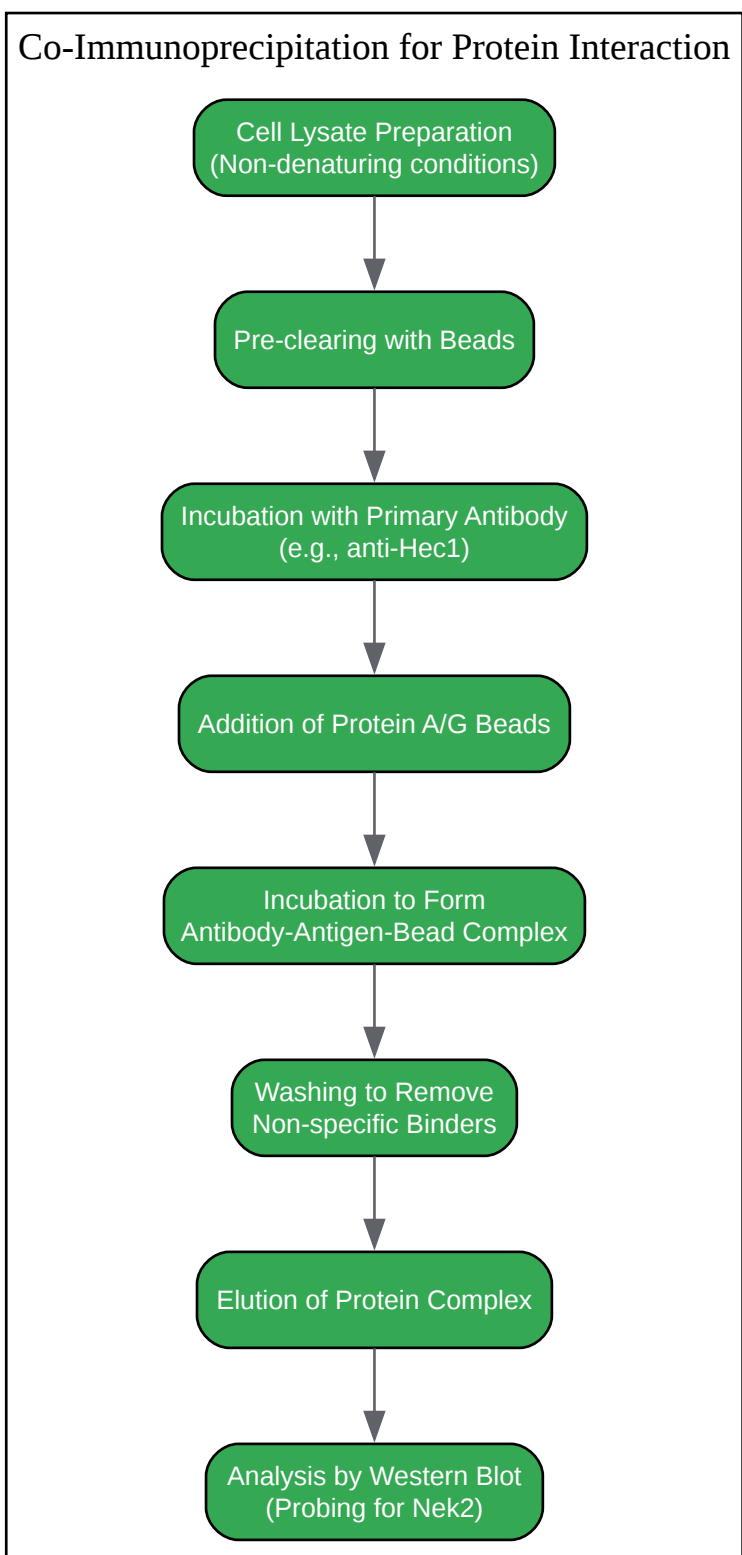 Co-Immunoprecipitation for Protein Interaction
Cell Lysate Preparation
(Non-denaturing conditions)
Pre-clearing with Beads
Incubation with Primary Antibody
(e.g., anti-Hec1)
Addition of Protein A/G Beads
Incubation to Form
Antibody-Antigen-Bead Complex
Washing to Remove
Non-specific Binders
Elution of Protein Complex
Analysis by Western Blot
(Probing for Nek2)